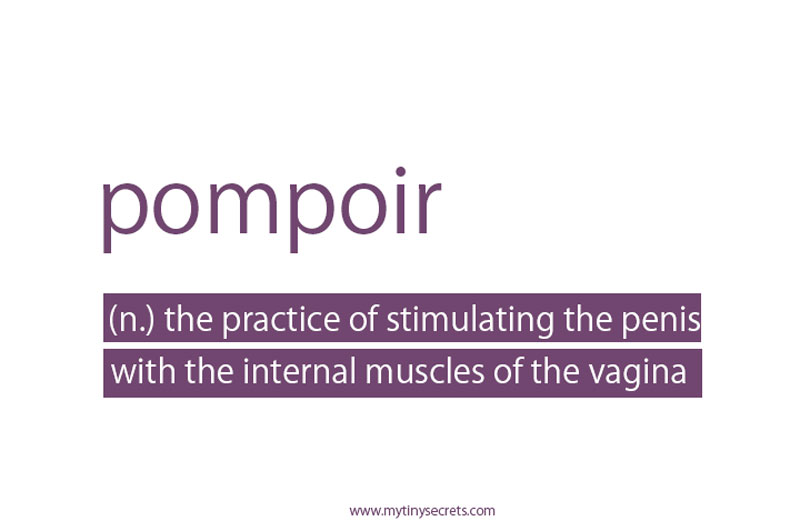 pompoir
(n.) the practice of stimulating the penis
with the internal muscles of the vagina
www.mytinysecrets.com